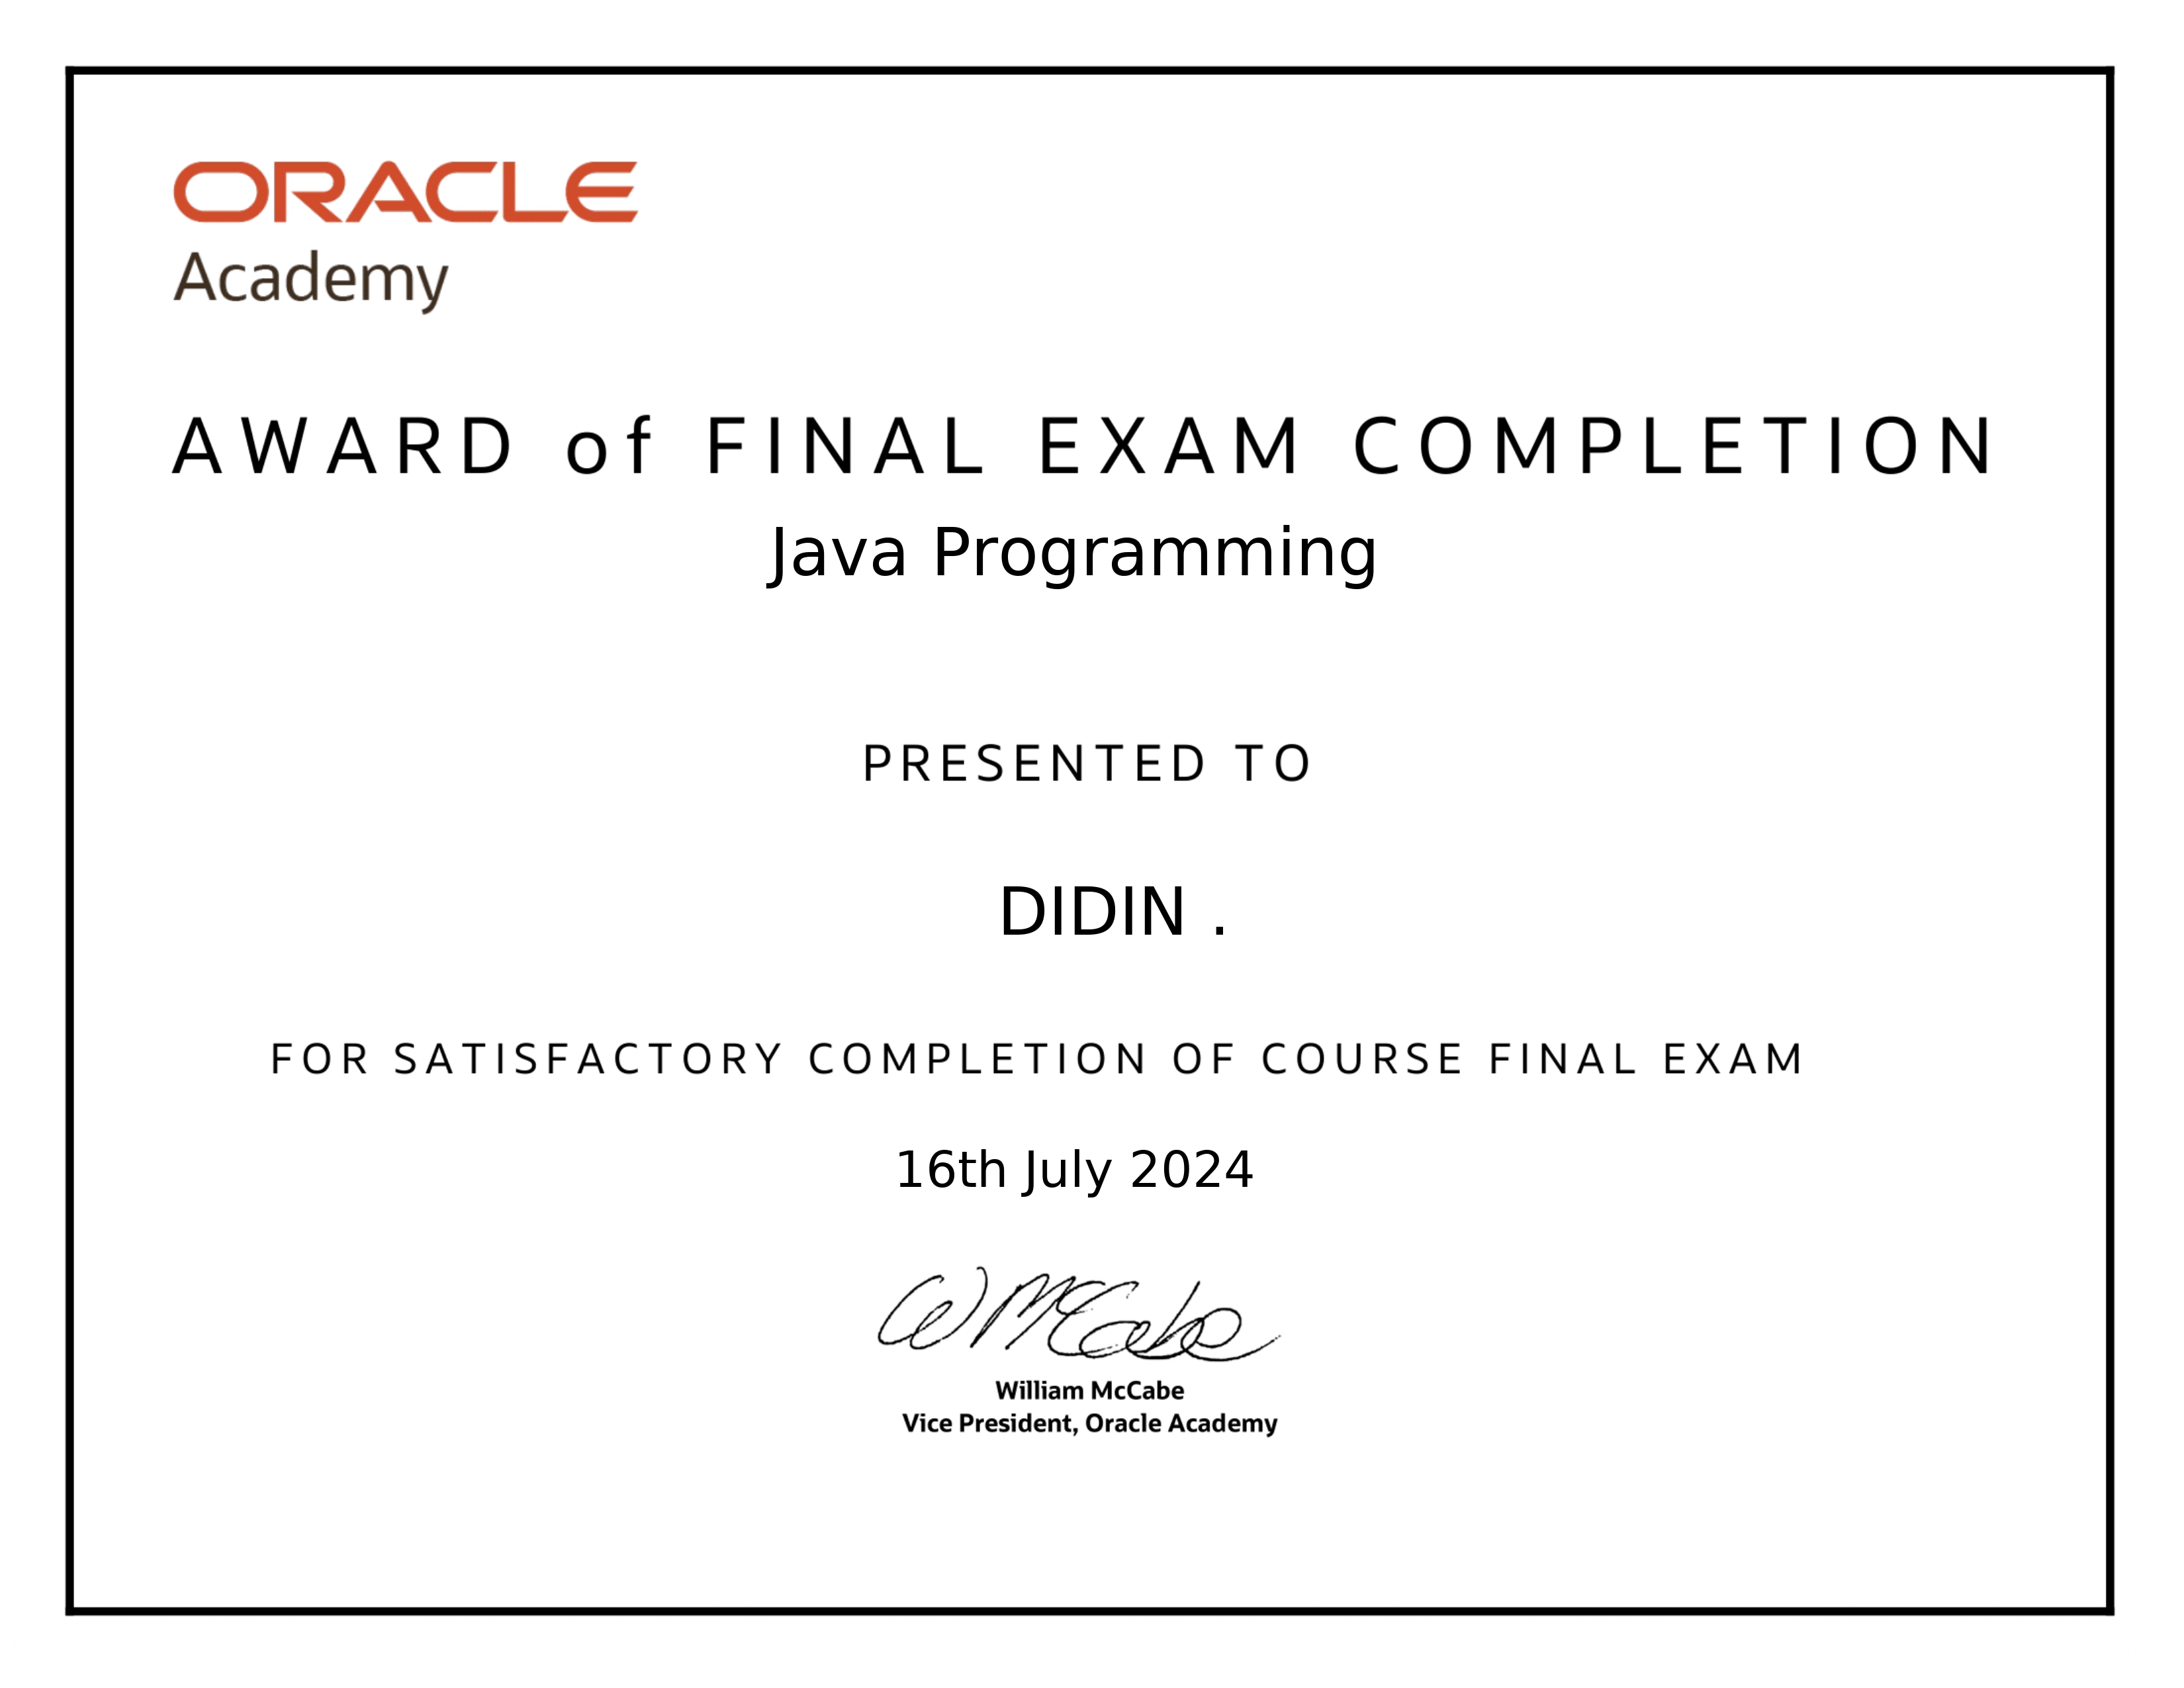 ORACLE
Academy
AWARD of FINAL EXAM COMPLETION
Java Programming
PRESENTED TO
DIDIN .
FOR SATISFACTORY COMPLETION OF COURSE FINAL EXAM
16th July 2024
W McCabe
William McCabe
Vice President, Oracle Academy